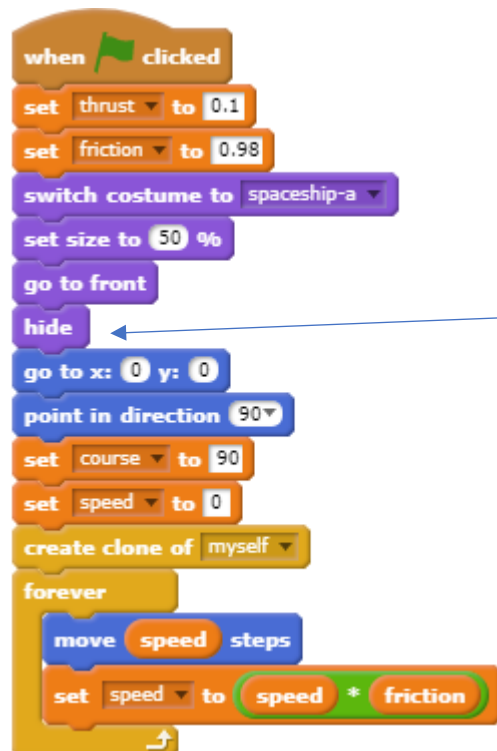 when clicked
set thrust to 0.1
set friction to 0.98
switch costume to spaceship-a
set size to 50 %
go to front
hide
go to x: 0 y: 0
point in direction 90
set course to 90
set speed to 0
create clone of myself
forever
move speed steps
set speed to speed * friction